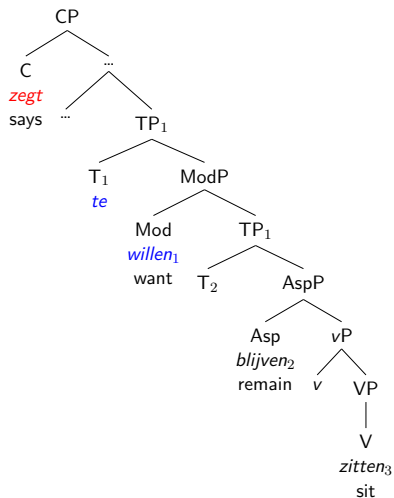 CP
C ...
zegt
says ... TP₁
T₁ ModP
te
Mod TP₁
willen₁
want T₂ AspP
Asp vP
blijven₂
remain v VP
V
zitten₃
sit